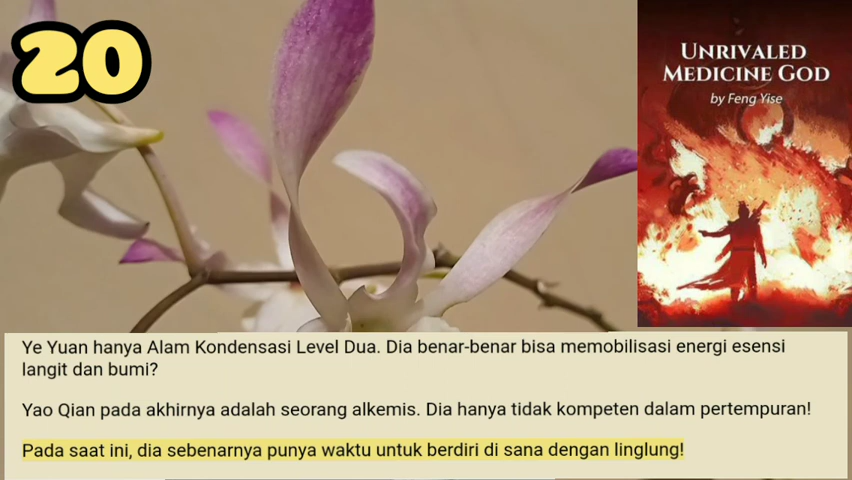 20
UNRIVALED
MEDICINE GOD
by Feng Yise
Ye Yuan hanya Alam Kondensasi Level Dua. Dia benar-benar bisa memobilisasi energi esensi
langit dan bumi?
Yao Qian pada akhirnya adalah seorang alkemis. Dia hanya tidak kompeten dalam pertempuran!
Pada saat ini, dia sebenarnya punya waktu untuk berdiri di sana dengan linglung!